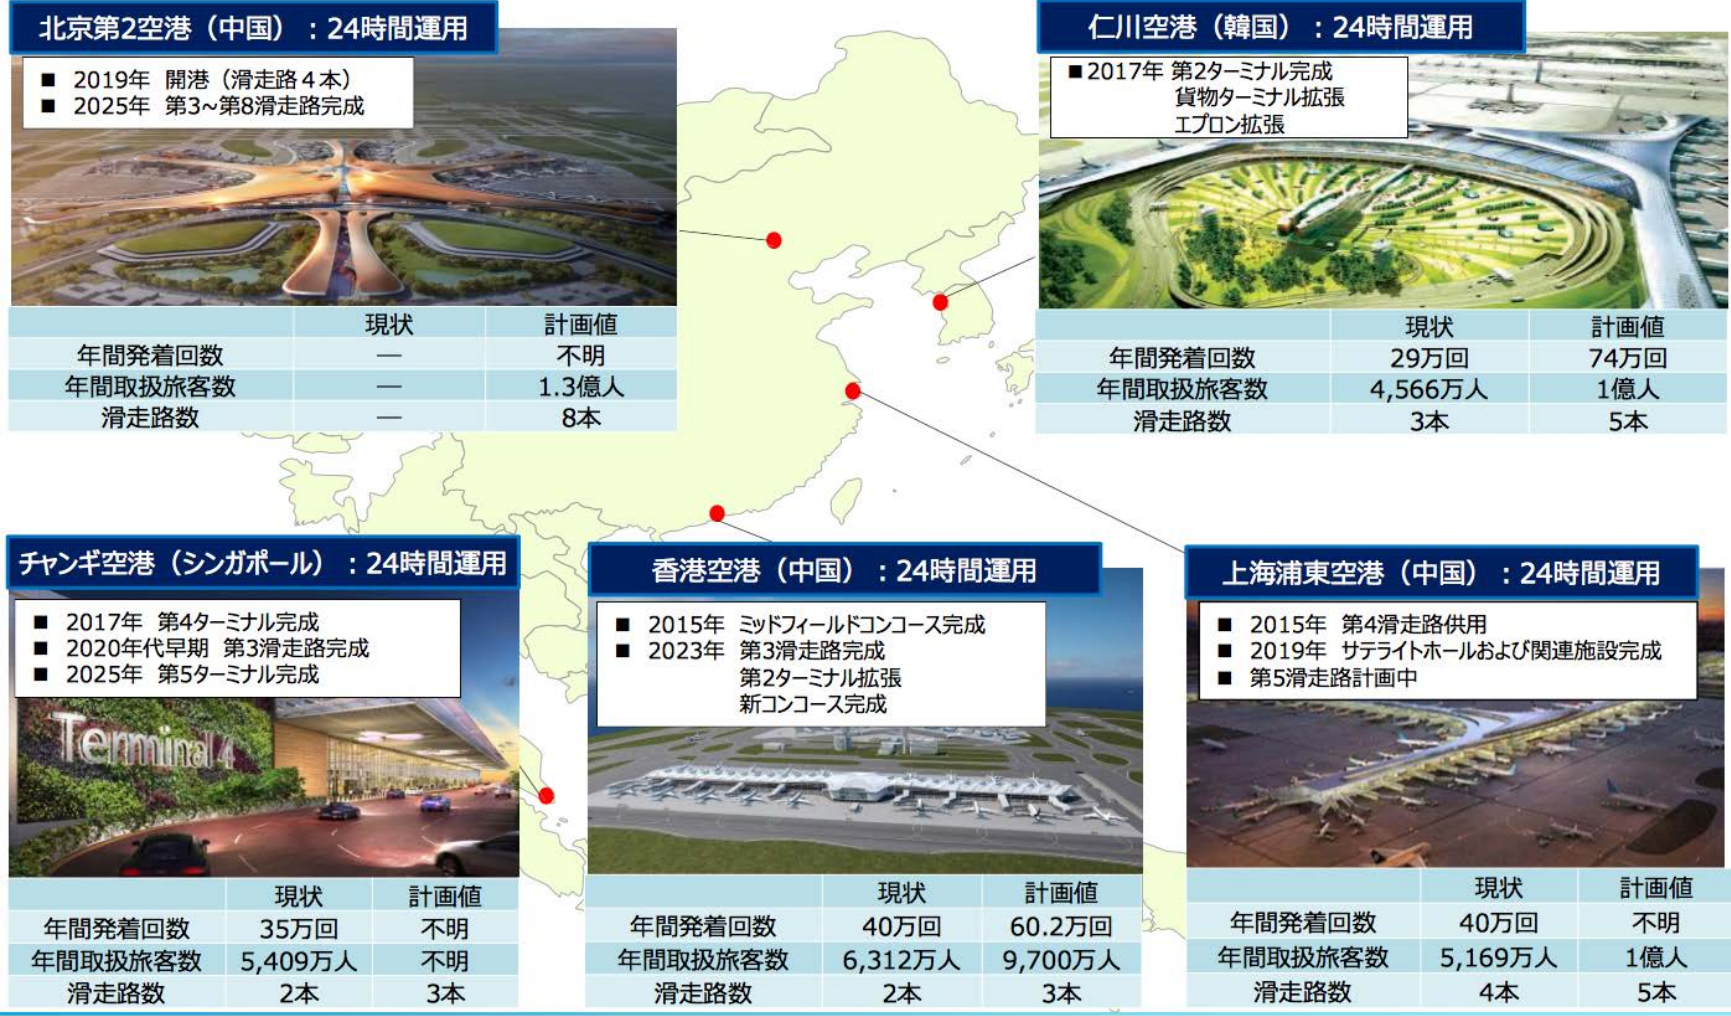 北京第2空港（中国）：24時間運用
■ 2019年 開港（滑走路４本）
■ 2025年 第3~第8滑走路完成
現状 計画値
年間発着回数 — 不明
年間取扱旅客数 — 1.3億人
滑走路数 — 8本
仁川空港（韓国）：24時間運用
■2017年 第2ターミナル完成
貨物ターミナル拡張
エプロン拡張
現状 計画値
年間発着回数 29万回 74万回
年間取扱旅客数 4,566万人 1億人
滑走路数 3本 5本
チャンギ空港（シンガポール）：24時間運用
■ 2017年 第4ターミナル完成
■ 2020年代早期 第3滑走路完成
■ 2025年 第5ターミナル完成
Terminal 4
現状 計画値
年間発着回数 35万回 不明
年間取扱旅客数 5,409万人 不明
滑走路数 2本 3本
香港空港（中国）：24時間運用
■ 2015年 ミッドフィールドコンコース完成
■ 2023年 第3滑走路完成
第2ターミナル拡張
新コンコース完成
現状 計画値
年間発着回数 40万回 60.2万回
年間取扱旅客数 6,312万人 9,700万人
滑走路数 2本 3本
上海浦東空港（中国）：24時間運用
■ 2015年 第4滑走路供用
■ 2019年 サテライトホールおよび関連施設完成
■ 第5滑走路計画中
現状 計画値
年間発着回数 40万回 不明
年間取扱旅客数 5,169万人 1億人
滑走路数 4本 5本